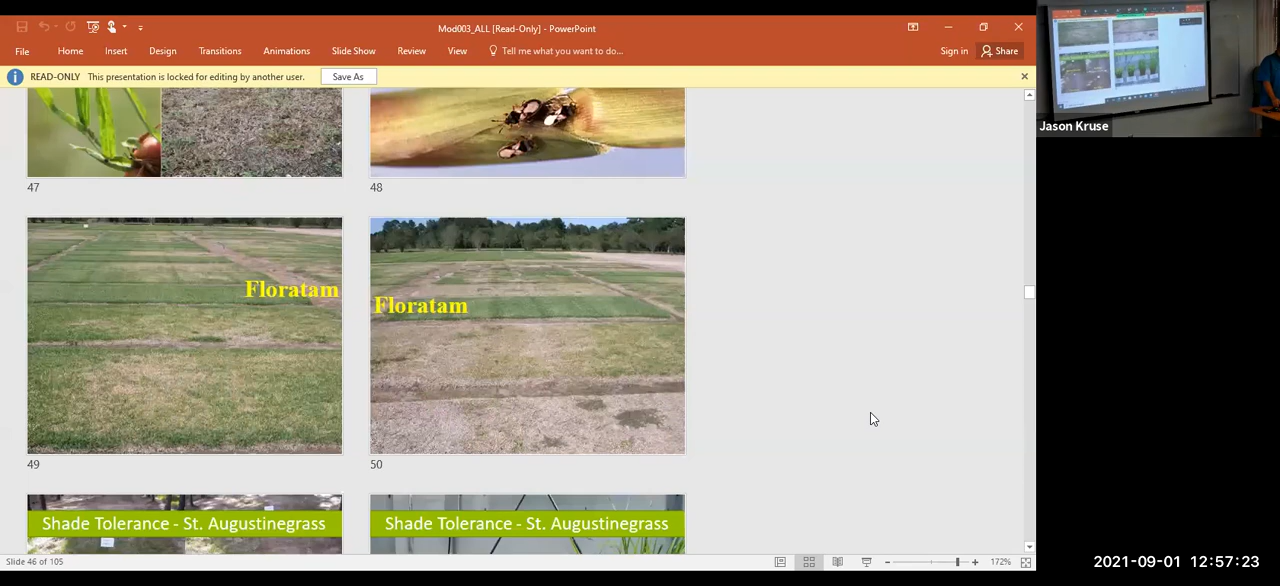 Mod003_ALL [Read-Only] - PowerPoint
File Home Insert Design Transitions Animations Slide Show Review View Tell me what you want to do... Sign in Share
READ-ONLY This presentation is locked for editing by another user. Save As
Jason Kruse
47 48
Floratam
Floratam
49 50
Shade Tolerance - St. Augustinegrass
Shade Tolerance - St. Augustinegrass
Slide 46 of 105
172%
2021-09-01 12:57:23